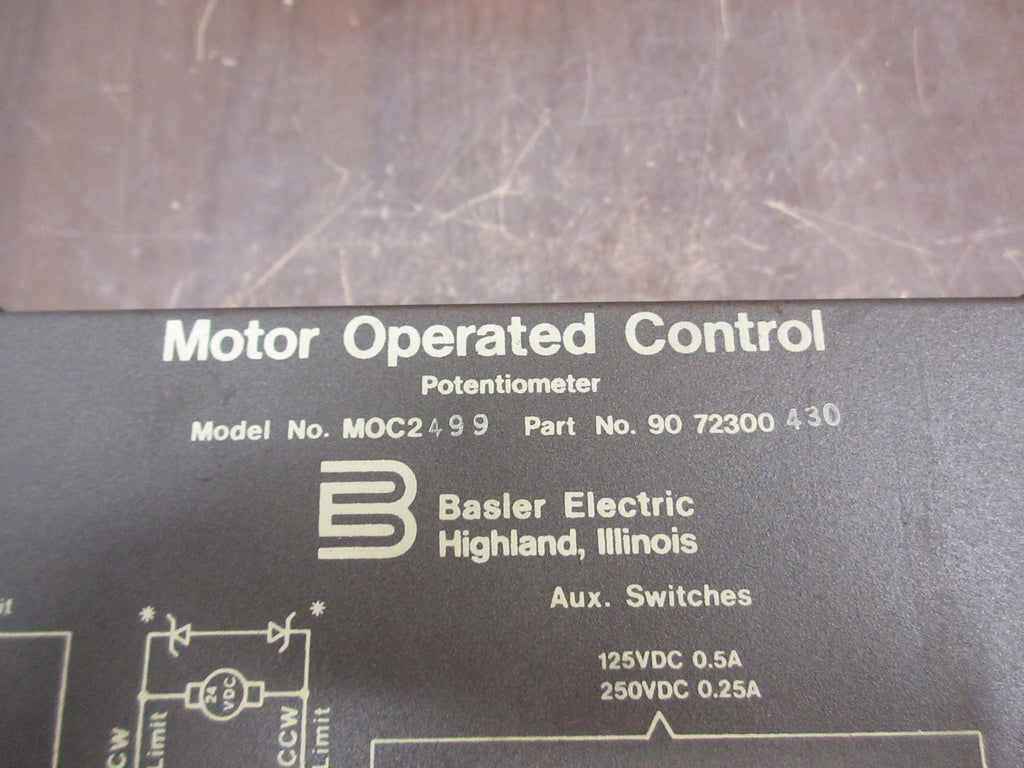 Motor Operated Control
Potentiometer
Model No. MOC2499 Part No. 90 72300 430
B
Basler Electric
Highland, Illinois
Aux. Switches
125VDC 0.5A
250VDC 0.25A
* *
24 VDC
CW Limit
CCW Limit